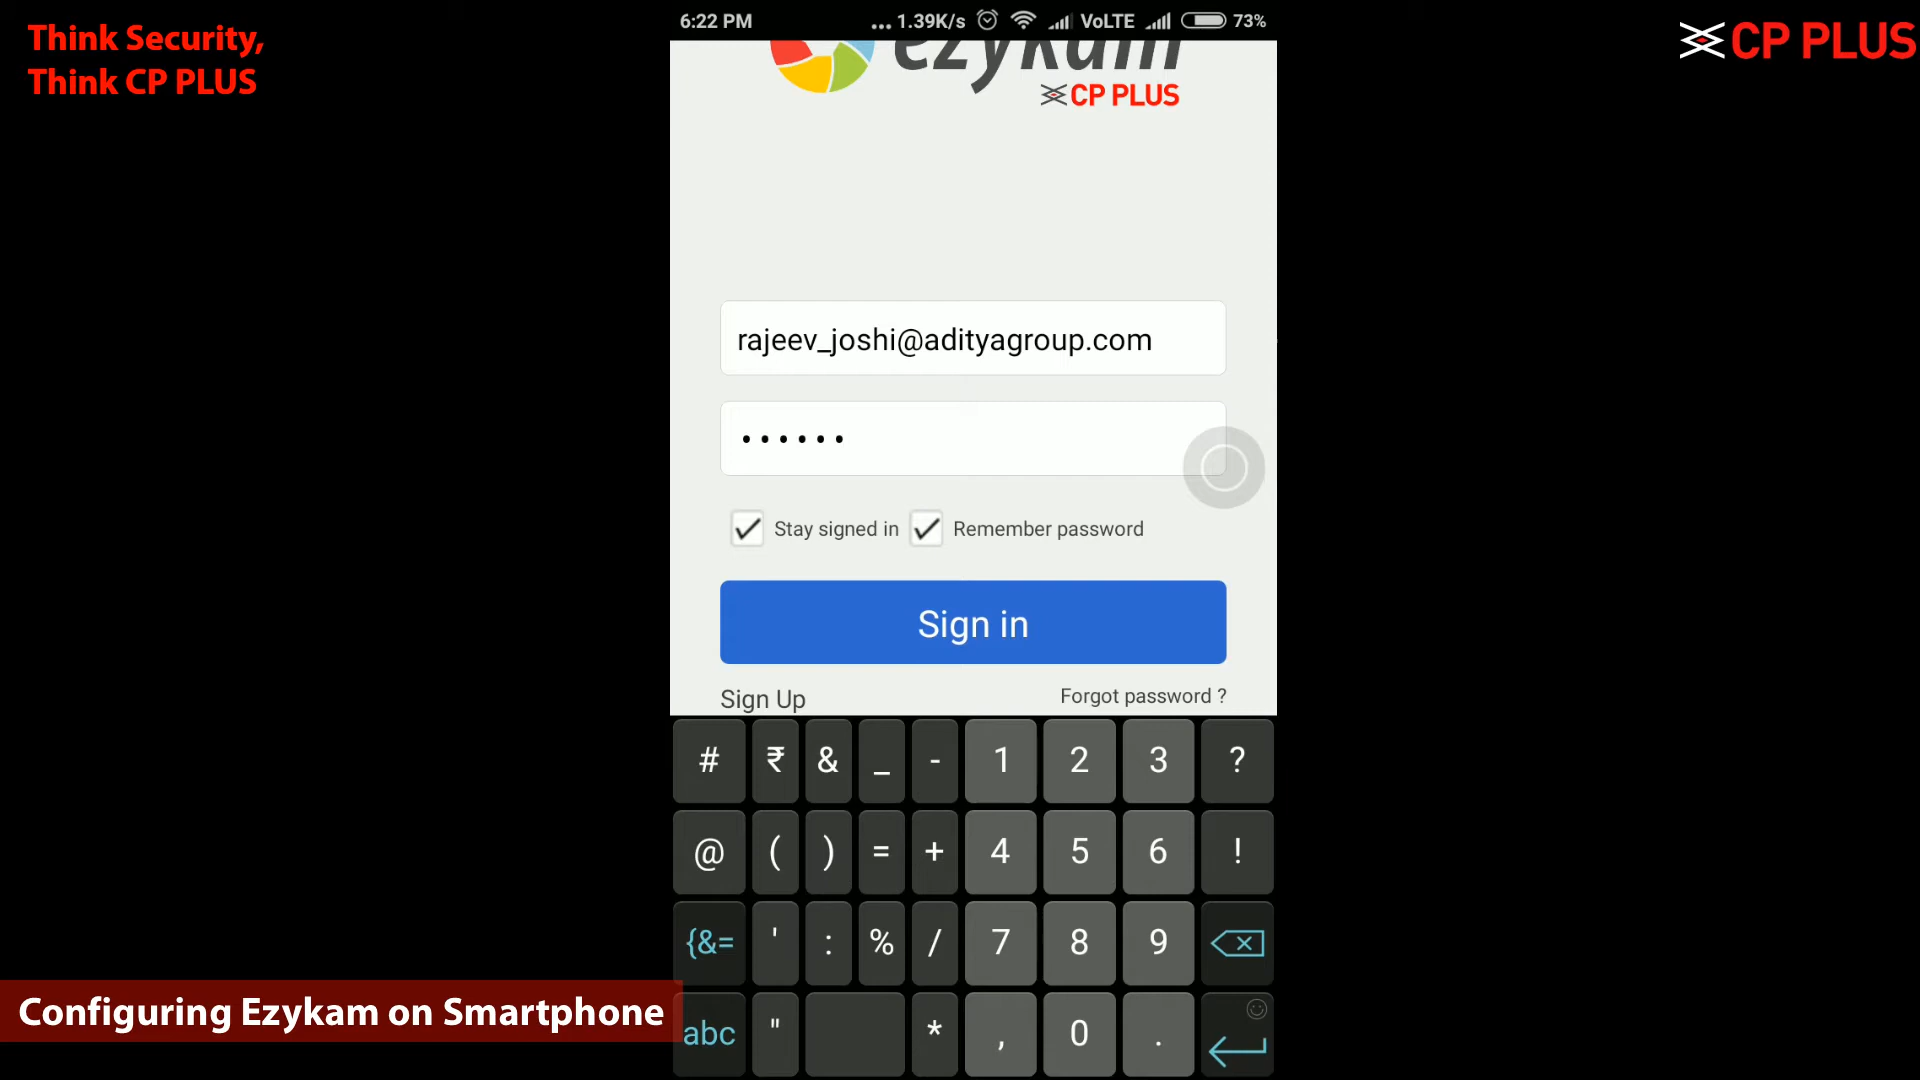 Think Security,
Think CP PLUS
CP PLUS
6:22 PM
... 1.39K/s VoLTE 73%
ezykam
CP PLUS
rajeev_joshi@adityagroup.com
••••••
Stay signed in Remember password
Sign in
Sign Up Forgot password ?
# ₹ & _ - 1 2 3 ?
@ ( ) = + 4 5 6 !
{&= ' : % / 7 8 9
abc " * , 0 .
Configuring Ezykam on Smartphone